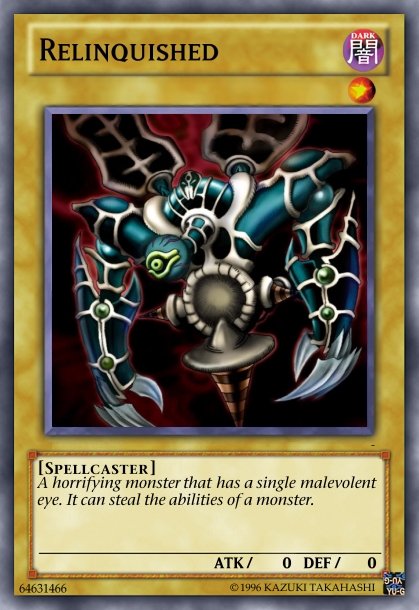 RELINQUISHED
DARK
闇
[SPELLCASTER]
A horrifying monster that has a single malevolent
eye. It can steal the abilities of a monster.
ATK / 0 DEF / 0
64631466 ©1996 KAZUKI TAKAHASHI